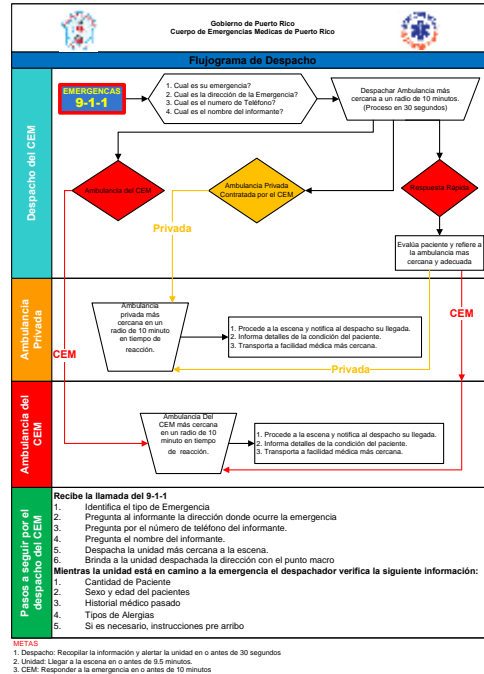 Gobierno de Puerto Rico
Cuerpo de Emergencias Medicas de Puerto Rico
Flujograma de Despacho
Despacho del CEM
EMERGENCAS
9-1-1
1. Cual es su emergencia?
2. Cual es la dirección de la Emergencia?
3. Cual es el numero de Teléfono?
4. Cual es el nombre del informante?
Despachar Ambulancia más
cercana a un radio de 10 minutos.
(Proceso en 30 segundos)
Ambulancia del CEM
Ambulancia Privada
Contratada por el CEM
Respuesta Rápida
Privada
Evalúa paciente y refiere a
la ambulancia mas
cercana y adecuada
Ambulancia
Privada
Ambulancia
privada más
cercana en un
radio de 10 minuto
en tiempo de
reacción.
1. Procede a la escena y notifica al despacho su llegada.
2. Informa detalles de la condición del paciente.
3. Transporta a facilidad médica más cercana.
CEM
CEM
Privada
Ambulancia del
CEM
Ambulancia Del
CEM más cercana
en un radio de 10
minuto en tiempo
de reacción.
1. Procede a la escena y notifica al despacho su llegada.
2. Informa detalles de la condición del paciente.
3. Transporta a facilidad médica más cercana.
Pasos a seguir por el
despacho del CEM
Recibe la llamada del 9-1-1
1. Identifica el tipo de Emergencia
2. Pregunta al informante la dirección donde ocurre la emergencia
3. Pregunta por el número de teléfono del informante.
4. Pregunta el nombre del informante.
5. Despacha la unidad más cercana a la escena.
6. Brinda a la unidad despachada la dirección con el punto macro
Mientras la unidad está en camino a la emergencia el despachador verifica la siguiente información:
1. Cantidad de Paciente
2. Sexo y edad del pacientes
3. Historial médico pasado
4. Tipos de Alergias
5. Si es necesario, instrucciones pre arribo
METAS
1. Despacho: Recopilar la información y alertar la unidad en o antes de 30 segundos
2. Unidad: Llegar a la escena en o antes de 9.5 minutos.
3. CEM: Responder a la emergencia en o antes de 10 minutos